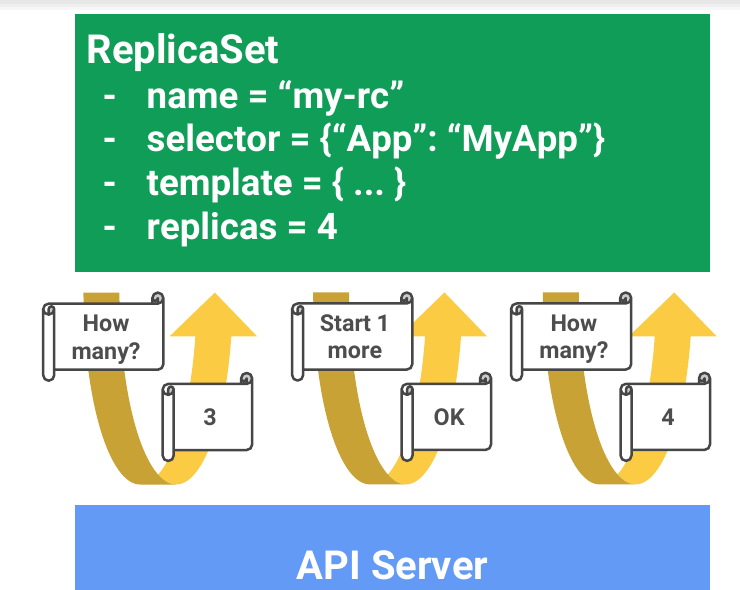 ReplicaSet
- name = “my-rc”
- selector = {“App”: “MyApp”}
- template = { ... }
- replicas = 4
How
many?
3
Start 1
more
OK
How
many?
4
API Server